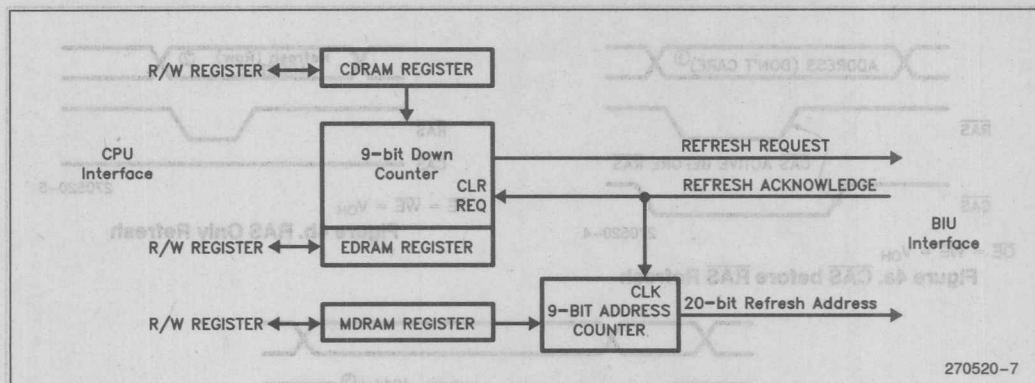 R/W REGISTER
CDRAM REGISTER
CPU
Interface
9-bit Down
Counter
CLR
REQ
REFRESH REQUEST
REFRESH ACKNOWLEDGE
BIU
Interface
R/W REGISTER
EDRAM REGISTER
R/W REGISTER
MDRAM REGISTER
CLK
9-BIT ADDRESS
COUNTER
20-bit Refresh Address
270520-7